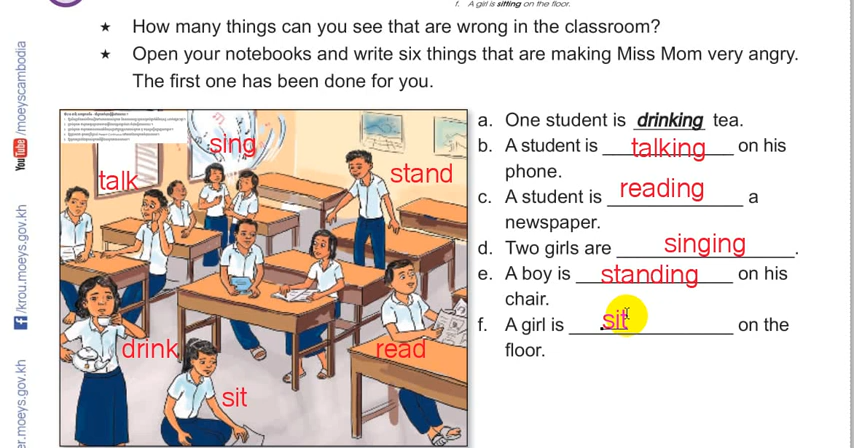 f. A girl is sitting on the floor.
★ How many things can you see that are wrong in the classroom?
★ Open your notebooks and write six things that are making Miss Mom very angry.
The first one has been done for you.
YouTube /moeyscambodia
/krou.moeys.gov.kh
er.moeys.gov.kh
sing
talk
stand
drink
read
sit
a. One student is drinking tea.
b. A student is talking on his
phone.
c. A student is reading a
newspaper.
d. Two girls are singing.
e. A boy is standing on his
chair.
f. A girl is sit on the
floor.